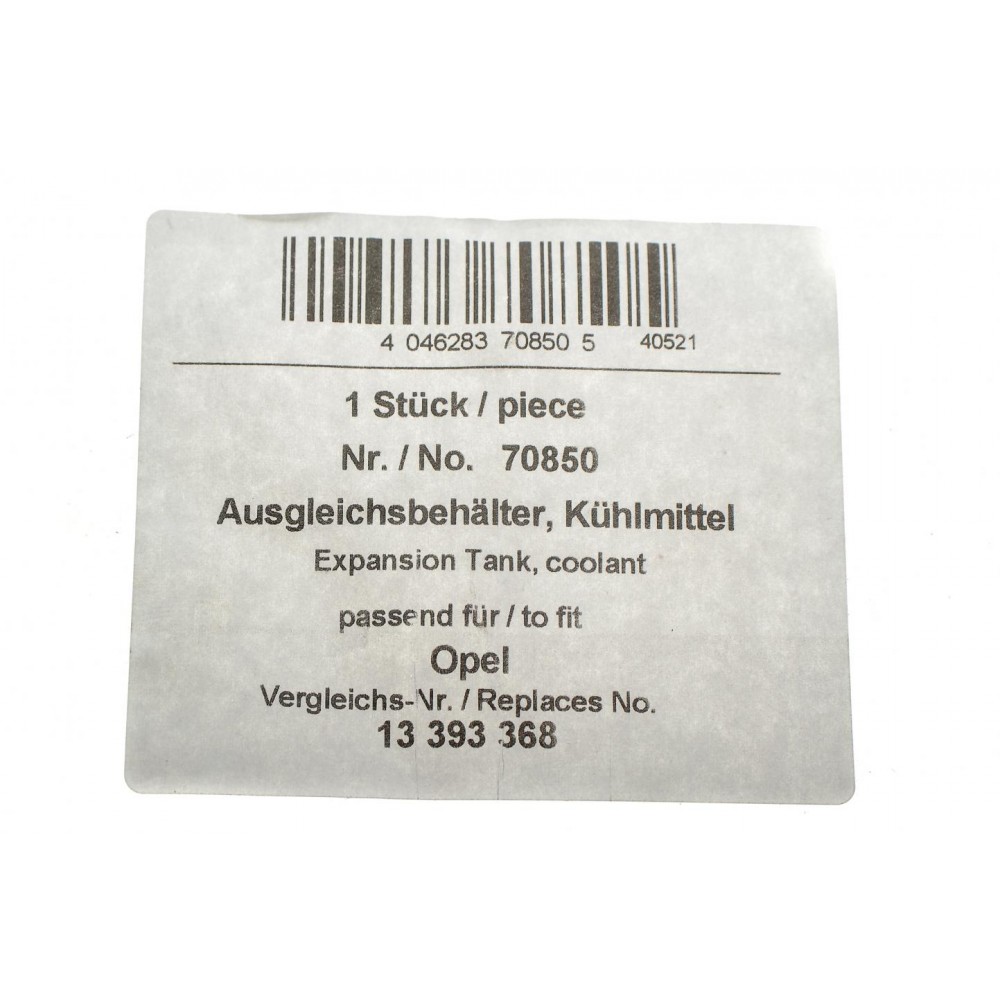 4 046283 70850 5 40521
1 Stück / piece
Nr. / No. 70850
Ausgleichsbehälter, Kühlmittel
Expansion Tank, coolant
passend für / to fit
Opel
Vergleichs-Nr. / Replaces No.
13 393 368